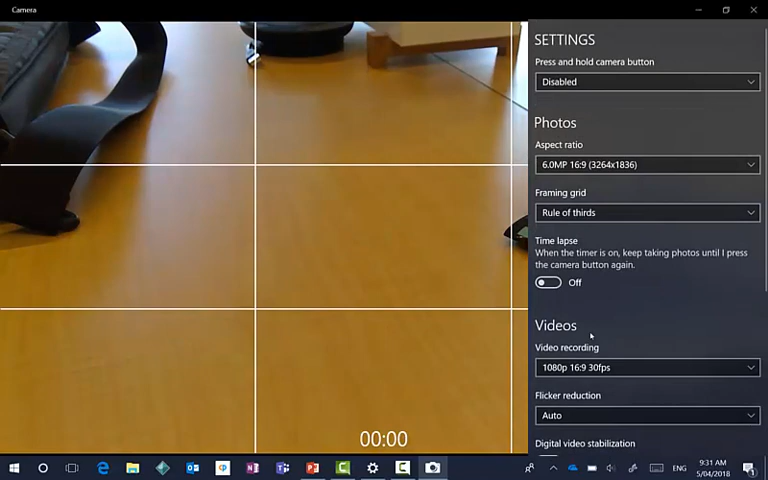 Camera
SETTINGS
Press and hold camera button
Disabled
Photos
Aspect ratio
6.0MP 16:9 (3264x1836)
Framing grid
Rule of thirds
Time lapse
When the timer is on, keep taking photos until I press
the camera button again.
Off
Videos
Video recording
1080p 16:9 30fps
Flicker reduction
Auto
Digital video stabilization
00:00
ENG
9:31 AM
5/04/2018